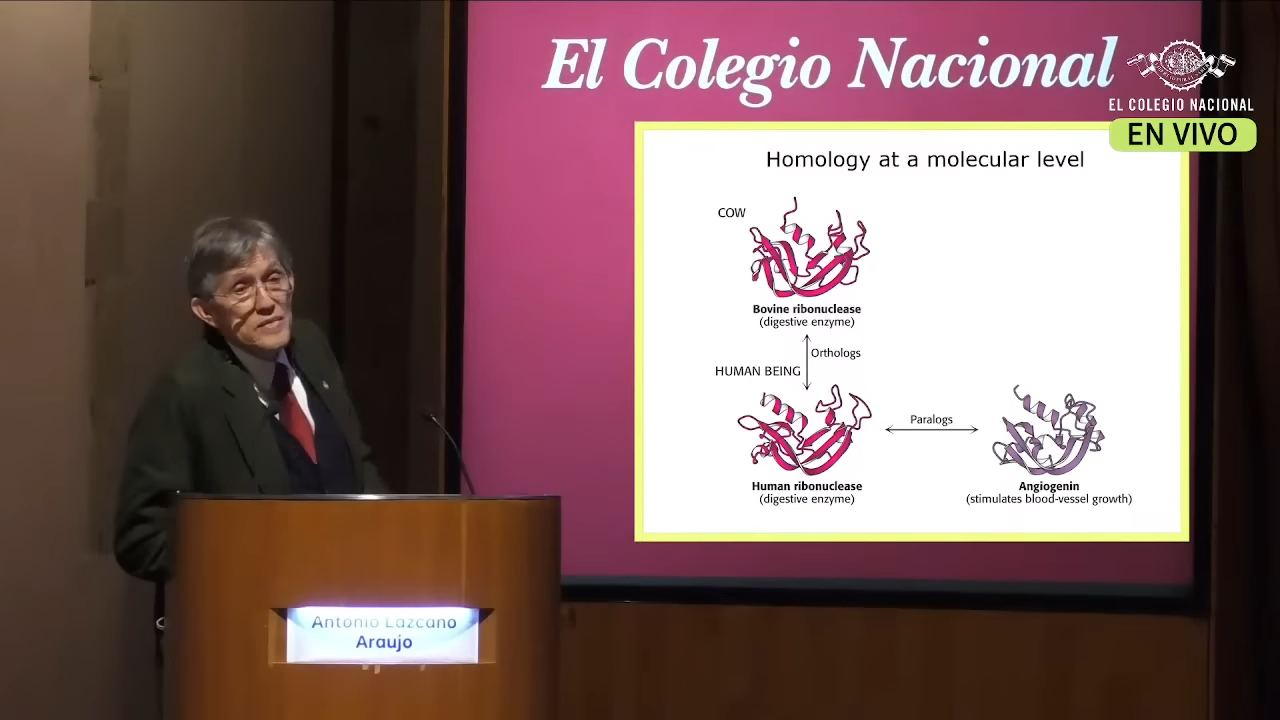 El Colegio Nacional
EL COLEGIO NACIONAL
EN VIVO
Homology at a molecular level
COW
Bovine ribonuclease
(digestive enzyme)
Orthologs
HUMAN BEING
Paralogs
Human ribonuclease
(digestive enzyme)
Angiogenin
(stimulates blood-vessel growth)
Antonio Lazcano
Araujo